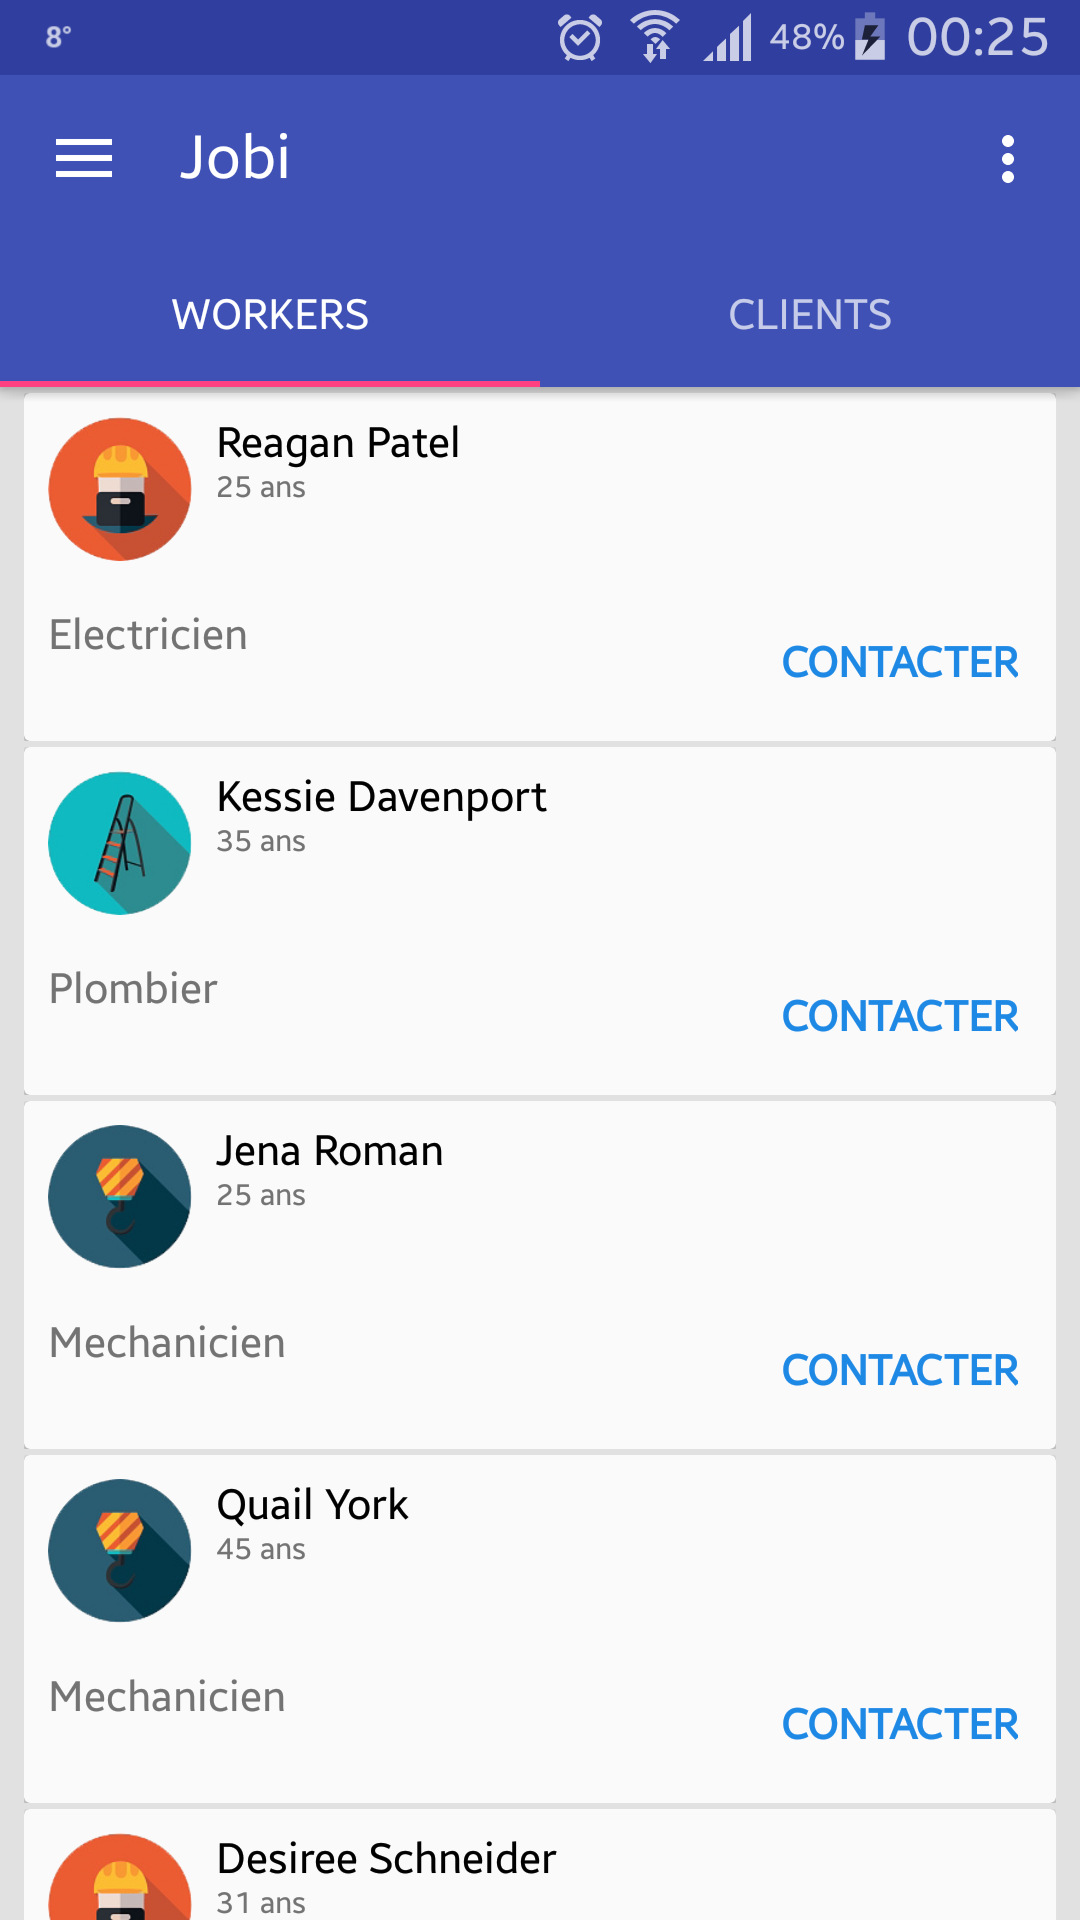 8° 48% 00:25
Jobi
WORKERS CLIENTS
Reagan Patel
25 ans
Electricien
CONTACTER
Kessie Davenport
35 ans
Plombier
CONTACTER
Jena Roman
25 ans
Mechanicien
CONTACTER
Quail York
45 ans
Mechanicien
CONTACTER
Desiree Schneider
31 ans